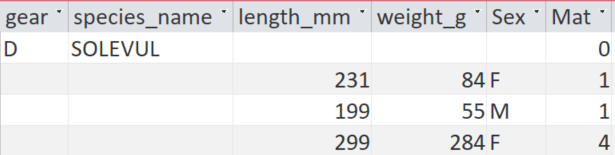 gear species_name length_mm weight_g Sex Mat
D SOLEVUL 0
231 84 F 1
199 55 M 1
299 284 F 4